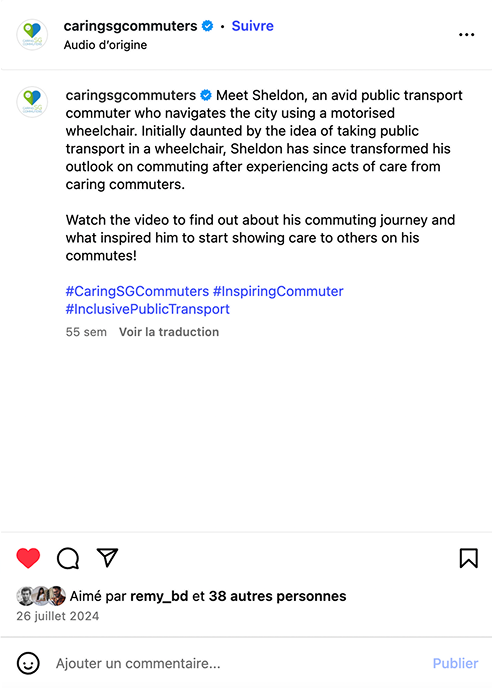 caringsgcommuters • Suivre
Audio d’origine
caringsgcommuters Meet Sheldon, an avid public transport
commuter who navigates the city using a motorised
wheelchair. Initially daunted by the idea of taking public
transport in a wheelchair, Sheldon has since transformed his
outlook on commuting after experiencing acts of care from
caring commuters.
Watch the video to find out about his commuting journey and
what inspired him to start showing care to others on his
commutes!
#CaringSGCommuters #InspiringCommuter
#InclusivePublicTransport
55 sem Voir la traduction
Aimé par remy_bd et 38 autres personnes
26 juillet 2024
Ajouter un commentaire... Publier